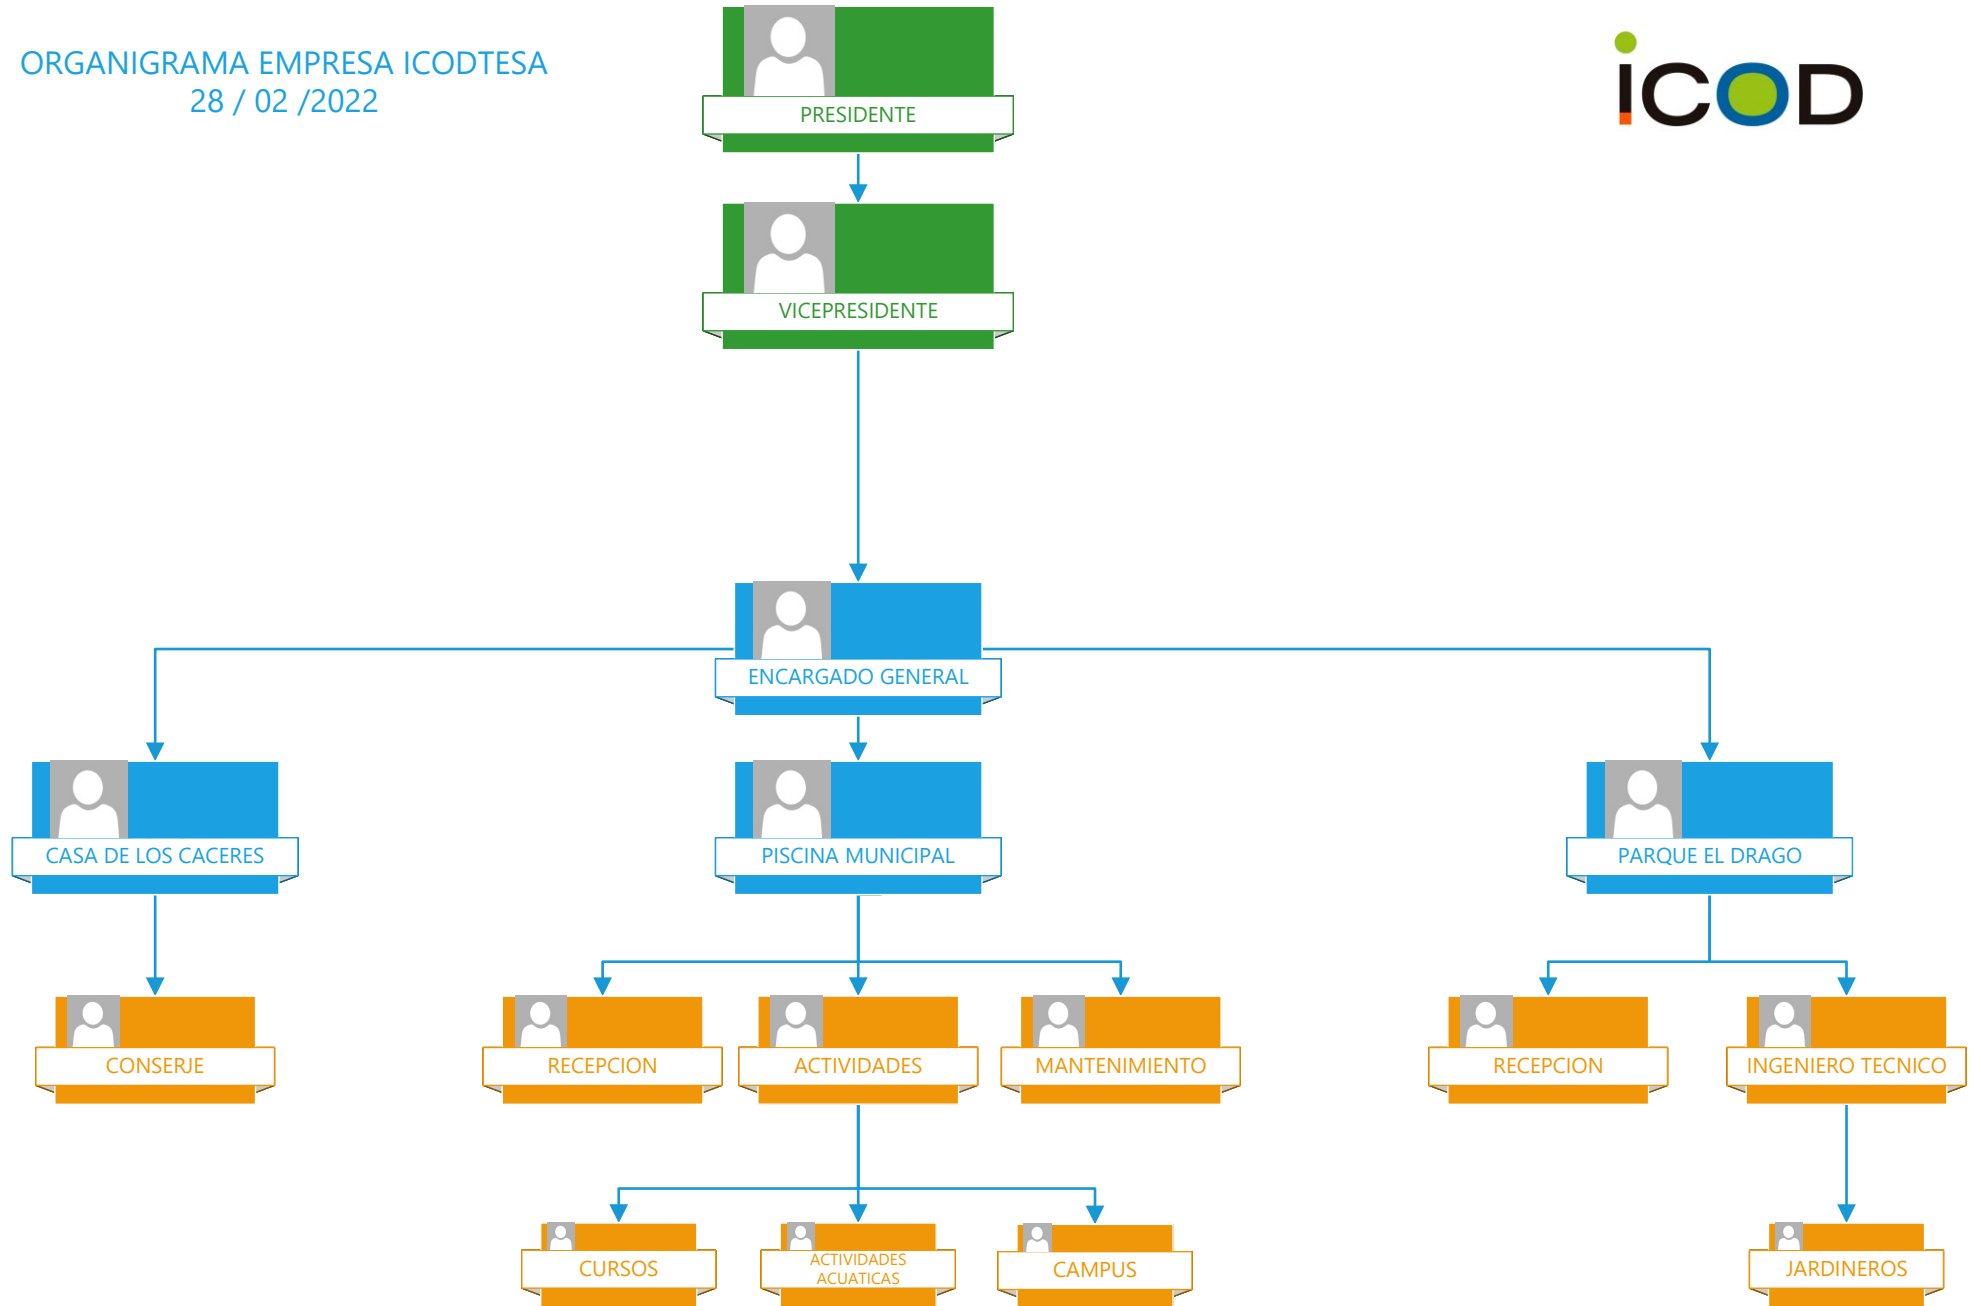 ORGANIGRAMA EMPRESA ICODTESA
28 / 02 /2022
iCOD
PRESIDENTE
VICEPRESIDENTE
ENCARGADO GENERAL
CASA DE LOS CACERES
PISCINA MUNICIPAL
PARQUE EL DRAGO
CONSERJE
RECEPCION
ACTIVIDADES
MANTENIMIENTO
RECEPCION
INGENIERO TECNICO
CURSOS
ACTIVIDADES
ACUATICAS
CAMPUS
JARDINEROS